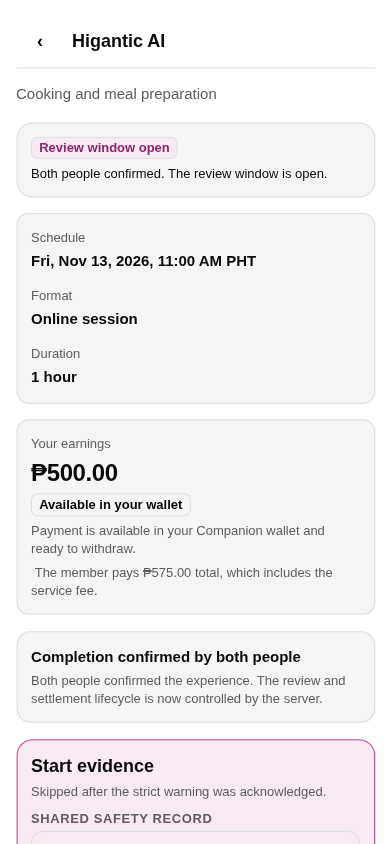 ‹ Higantic AI
Cooking and meal preparation
Review window open
Both people confirmed. The review window is open.
Schedule
Fri, Nov 13, 2026, 11:00 AM PHT
Format
Online session
Duration
1 hour
Your earnings
₱500.00
Available in your wallet
Payment is available in your Companion wallet and
ready to withdraw.
The member pays ₱575.00 total, which includes the
service fee.
Completion confirmed by both people
Both people confirmed the experience. The review and
settlement lifecycle is now controlled by the server.
Start evidence
Skipped after the strict warning was acknowledged.
SHARED SAFETY RECORD